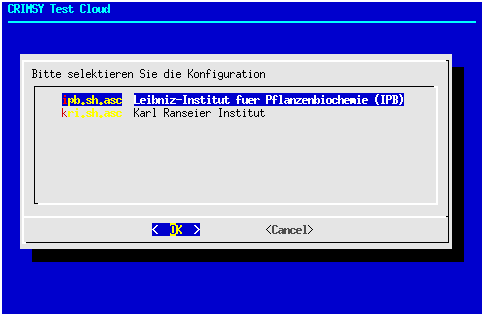 CRIMSY Test Cloud
Bitte selektieren Sie die Konfiguration
ipb.sh.asc Leibniz-Institut fuer Pflanzenbiochemie (IPB)
kri.sh.asc Karl Ranseier Institut
< OK > <Cancel>